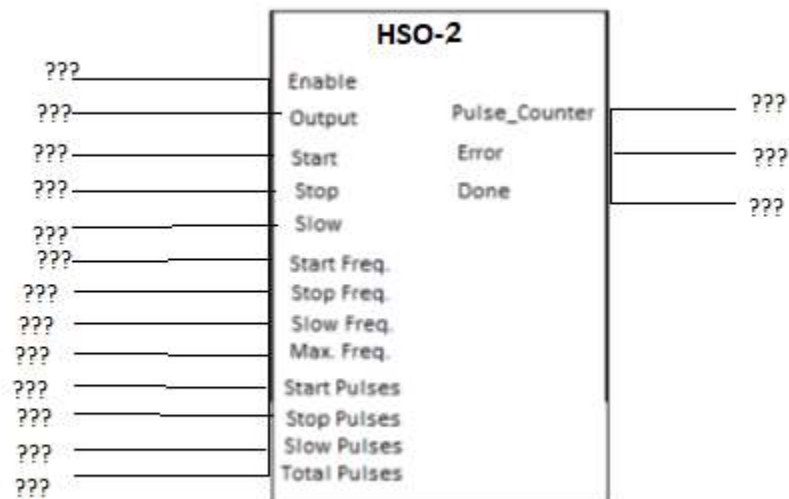 HSO-2
??? Enable
??? Output Pulse_Counter ???
??? Start Error ???
??? Stop Done ???
??? Slow
??? Start Freq.
??? Stop Freq.
??? Slow Freq.
??? Max. Freq.
??? Start Pulses
??? Stop Pulses
??? Slow Pulses
??? Total Pulses